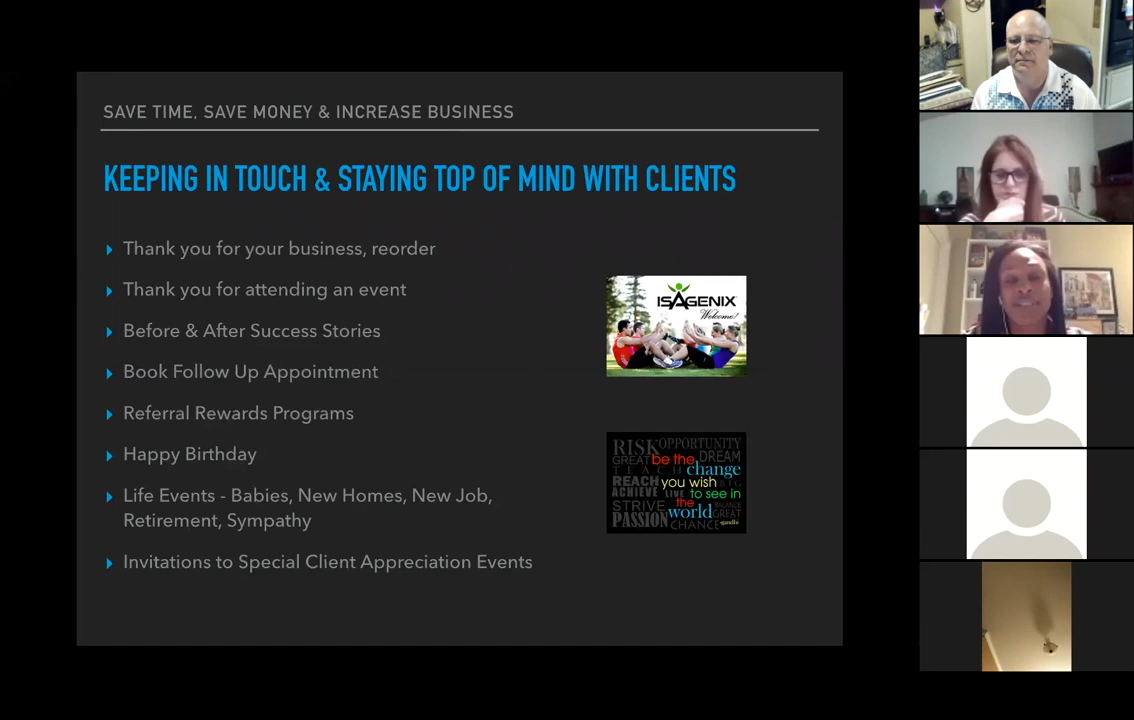 SAVE TIME, SAVE MONEY & INCREASE BUSINESS
KEEPING IN TOUCH & STAYING TOP OF MIND WITH CLIENTS
Thank you for your business, reorder
Thank you for attending an event
Before & After Success Stories
Book Follow Up Appointment
Referral Rewards Programs
Happy Birthday
Life Events - Babies, New Homes, New Job,
Retirement, Sympathy
Invitations to Special Client Appreciation Events
ISAGENIX
Welcome!
RISK OPPORTUNITY
GREAT be the DREAM
TEACH change
REACH you wish BIG
ACHIEVE LIVE to see in
STRIVE the BALANCE
PASSION world GREAT
CHANCE -gandhi